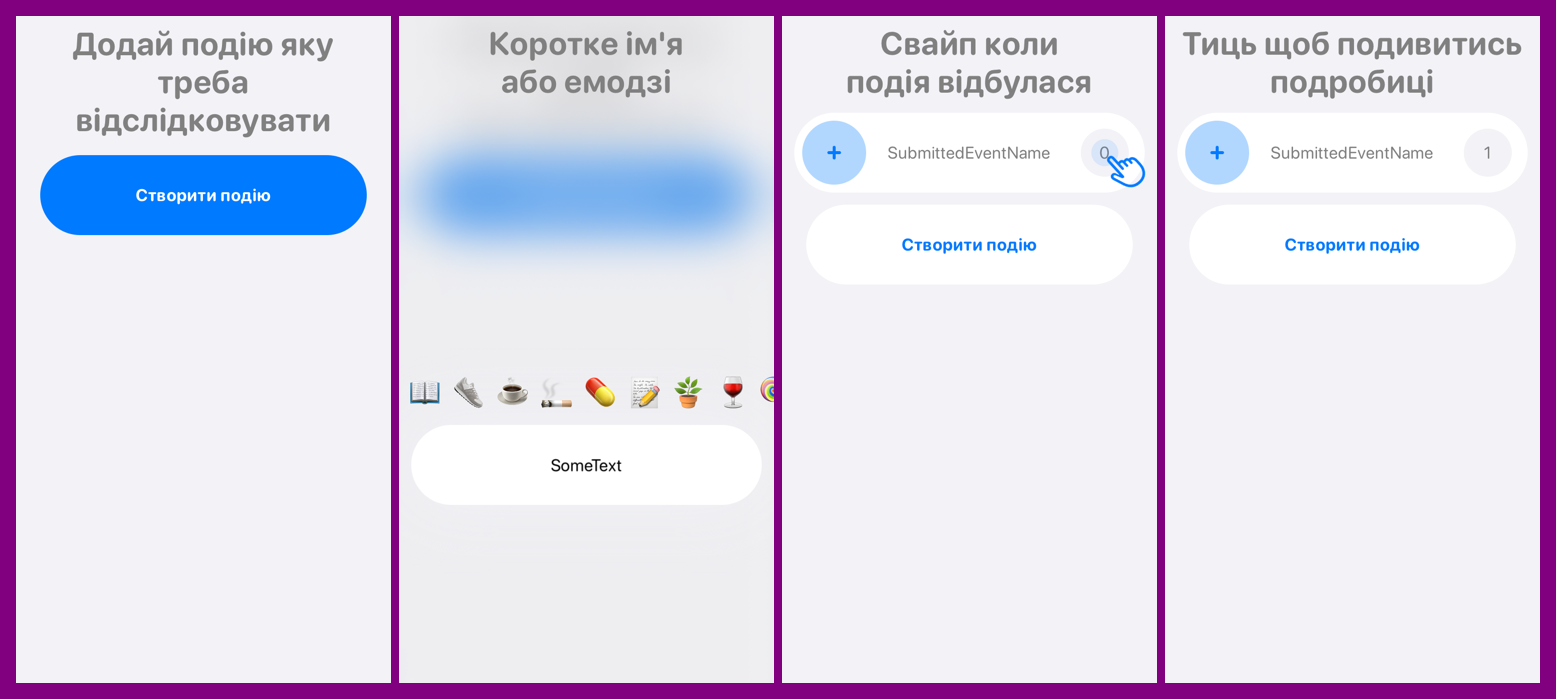 Додай подію яку
треба
відслідковувати
Створити подію
Коротке ім'я
або емодзі
SomeText
Свайп коли
подія відбулася
+ SubmittedEventName 0
Створити подію
Тиць щоб подивитись
подробиці
+ SubmittedEventName 1
Створити подію